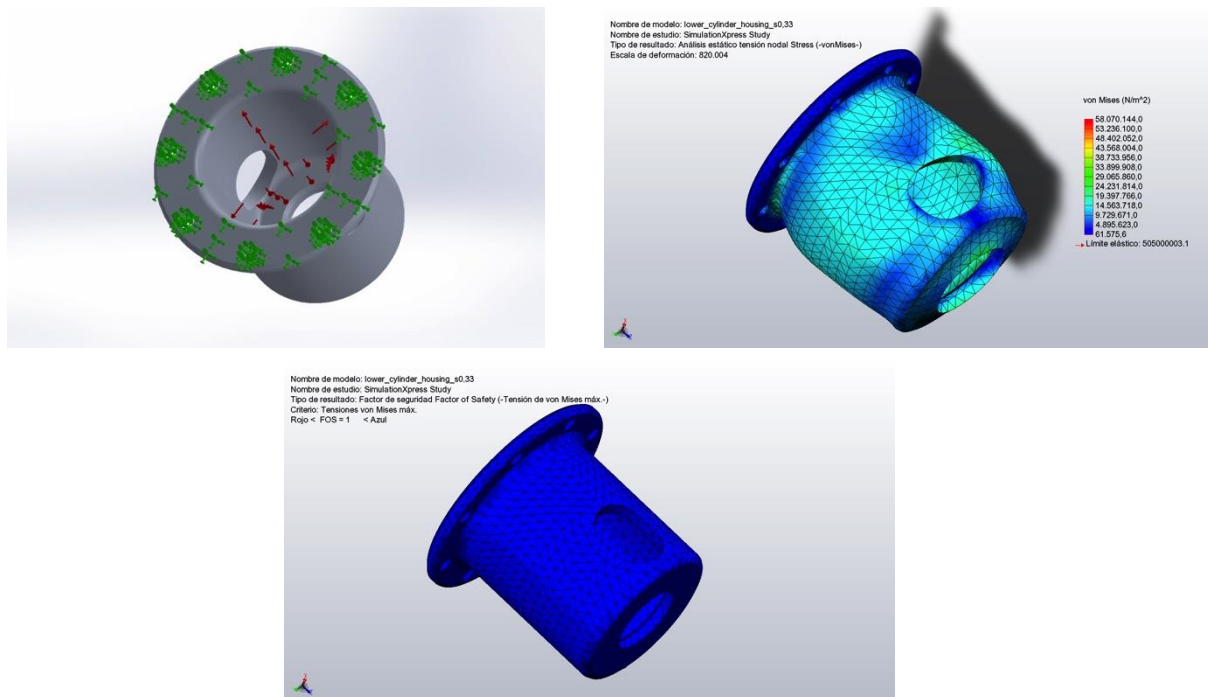 Nombre de modelo: lower_cylinder_housing_s0,33
Nombre de estudio: SimulationXpress Study
Tipo de resultado: Análisis estático tensión nodal Stress (-vonMises-)
Escala de deformación: 820.004
von Mises (N/m^2)
58.070.144,0
53.236.100,0
48.402.052,0
43.568.004,0
38.733.956,0
33.899.908,0
29.065.860,0
24.231.814,0
19.397.766,0
14.563.718,0
9.729.671,0
4.895.623,0
61.575,6
Límite elástico: 505000003.1
Nombre de modelo: lower_cylinder_housing_s0,33
Nombre de estudio: SimulationXpress Study
Tipo de resultado: Factor de seguridad Factor of Safety (-Tensión de von Mises máx.-)
Criterio: Tensiones von Mises máx.
Rojo < FOS = 1 < Azul